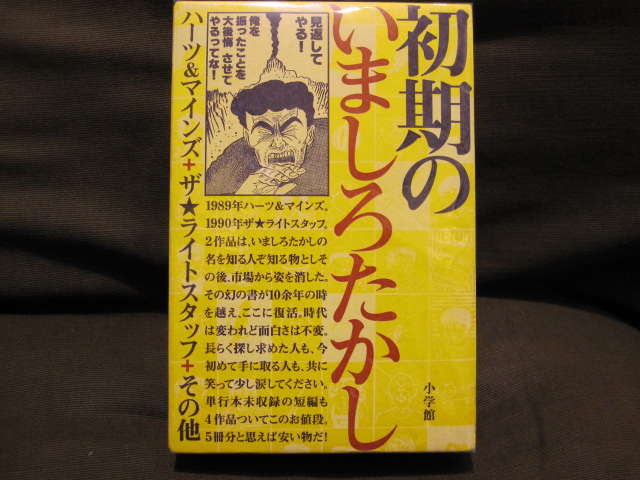 初期の
いましろたかし
見返して
やる！
俺を
振ったことを
大後悔 させて
やるってな！
ハーツ&マインズ+ザ★ライトスタッフ+その他
1989年ハーツ&マインズ。
1990年ザ★ライトスタッフ。
2作品は、いましろたかしの
名を知る人ぞ知る物としそ
の後、市場から姿を消した。
その幻の書が10余年の時
を越え、ここに復活。時代
は変われど面白さは不変。
長らく探し求めた人も、今
初めて手に取る人も、共に
笑って少し涙してください。
単行本未収録の短編も
4作品ついてこのお値段。
5冊分と思えば安い物だ!
小学館